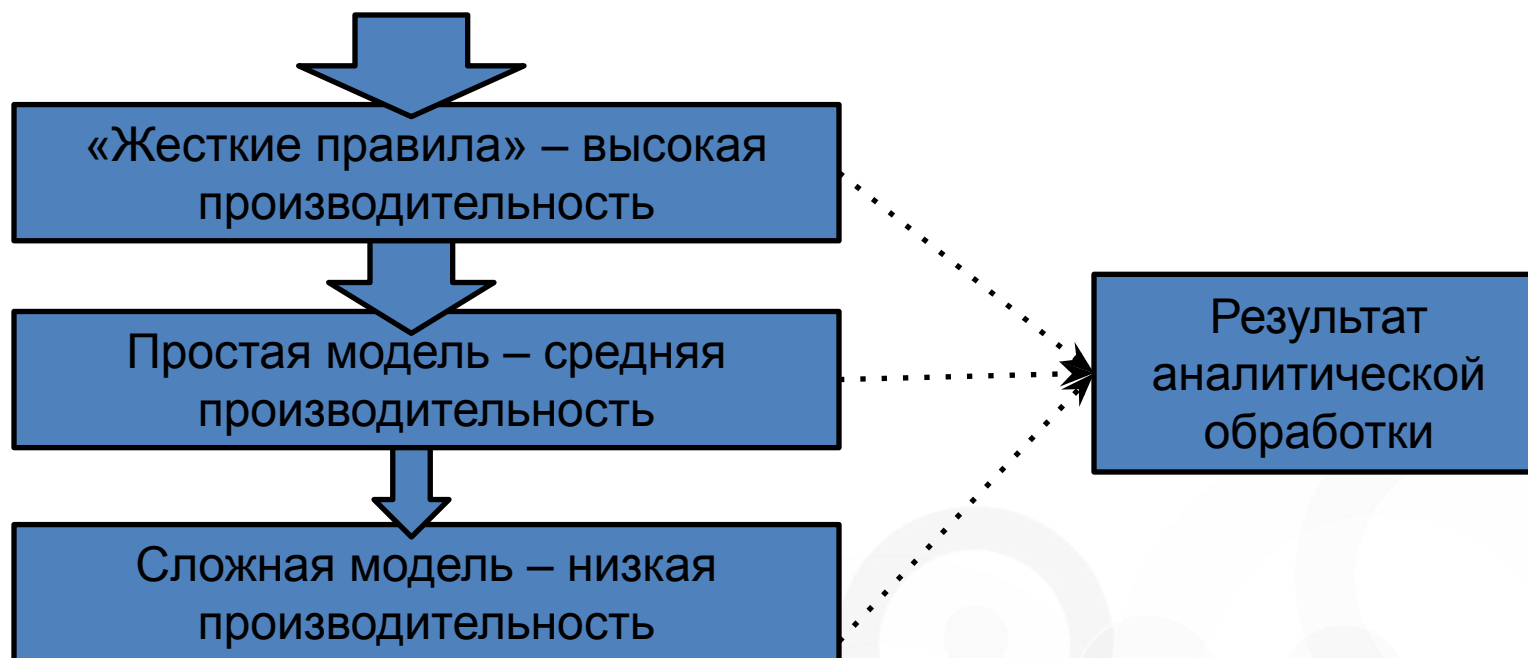 «Жесткие правила» – высокая
производительность
Простая модель – средняя
производительность
Сложная модель – низкая
производительность
Результат
аналитической
обработки